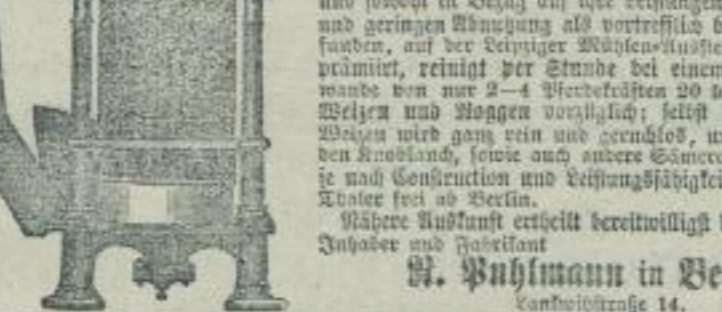 und sowohl in Bezug auf ihre Leistungen
und geringen Abnutzung als vortrefflich b
funden, auf der Leipziger Mühlen-Ausste
prämiirt, reinigt per Stunde bei einem
wande von nur 2—4 Pferdekräften 20
Weizen und Roggen vorzüglich; selbst
Weizen wird ganz rein und geruchlos, un
den Knoblauch, sowie auch andere Sämere
je nach Construction und Leistungsfähigkei
Thaler frei ab Berlin.
Nähere Auskunft ertheilt bereitwilligst
Inhaber und Fabrikant
R. Puhlmann in Be
Lankwitzstraße 14.